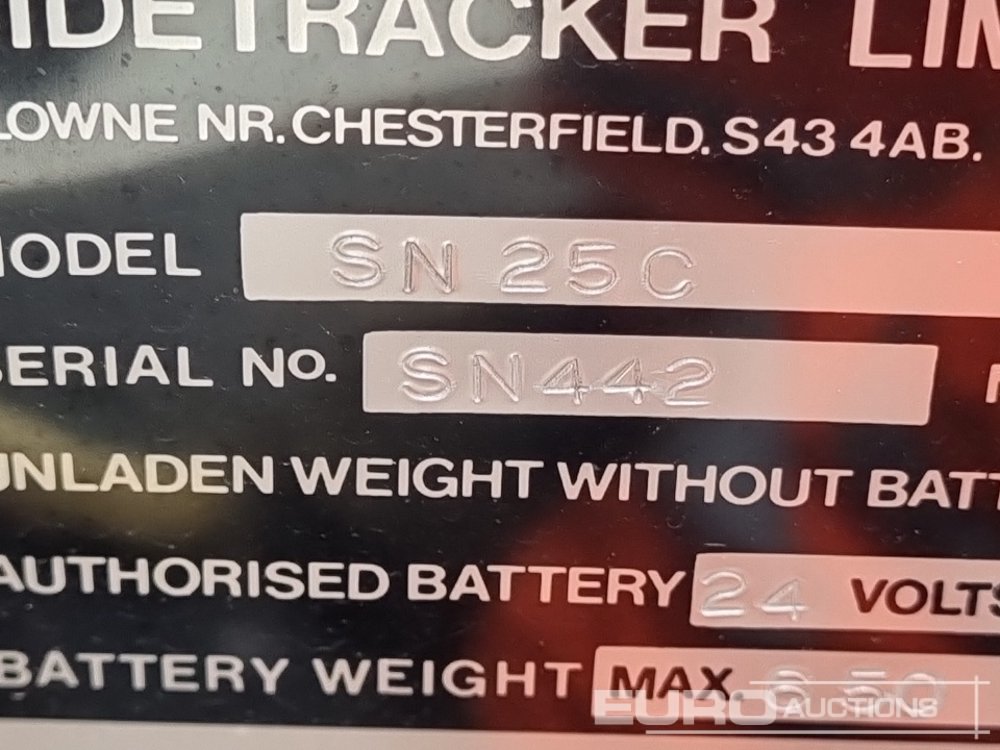 IDETRACKER LIM
LOWNE NR. CHESTERFIELD. S43 4AB.
MODEL SN 25C
SERIAL NO. SN442
UNLADEN WEIGHT WITHOUT BATT
AUTHORISED BATTERY 24 VOLTS
BATTERY WEIGHT MAX.
EURO AUCTIONS